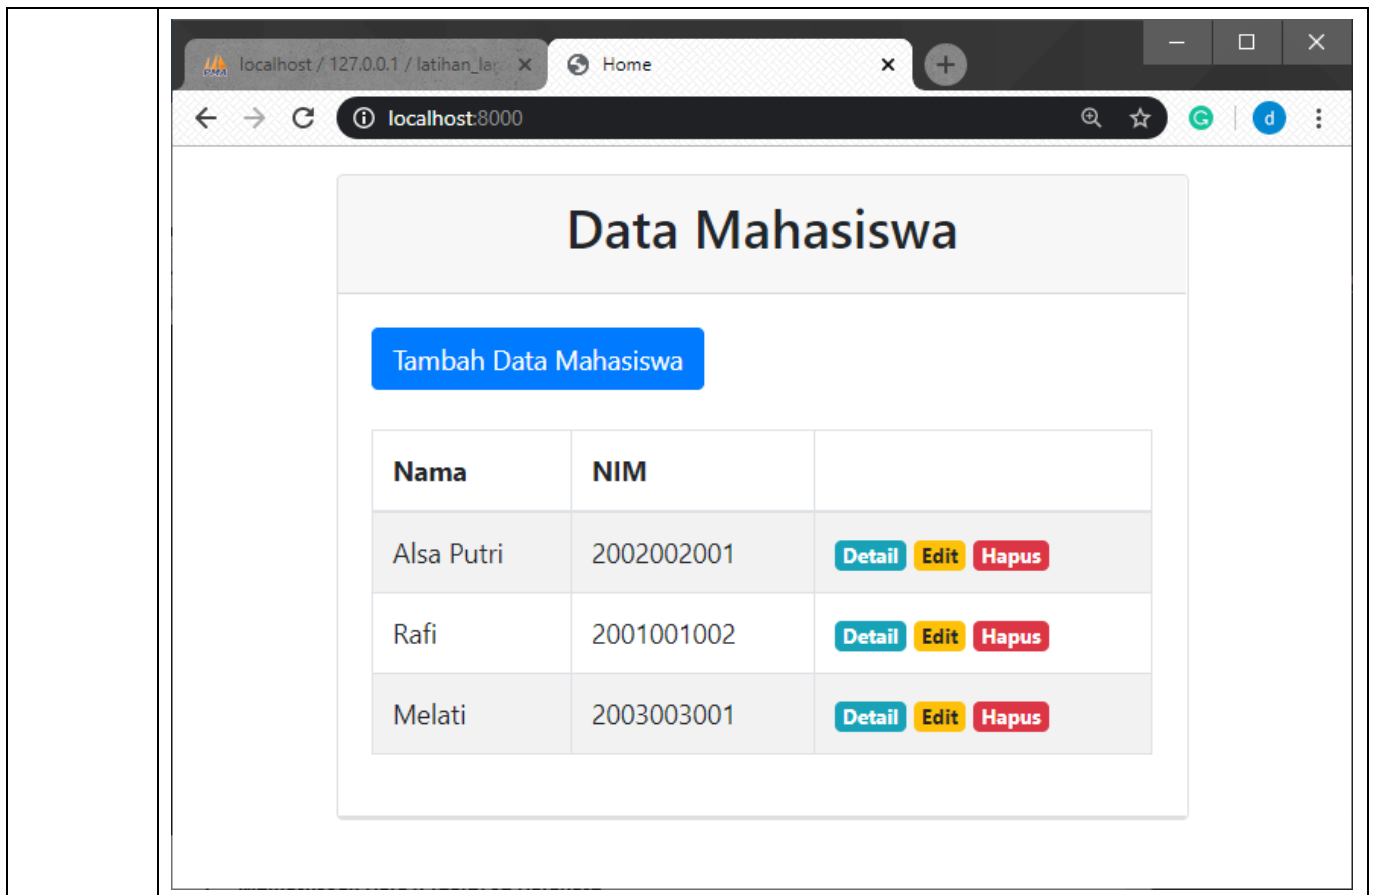 localhost / 127.0.0.1 / latihan_lar
Home
localhost:8000
G
d
Data Mahasiswa
Tambah Data Mahasiswa
Nama NIM
Alsa Putri 2002002001 Detail Edit Hapus
Rafi 2001001002 Detail Edit Hapus
Melati 2003003001 Detail Edit Hapus